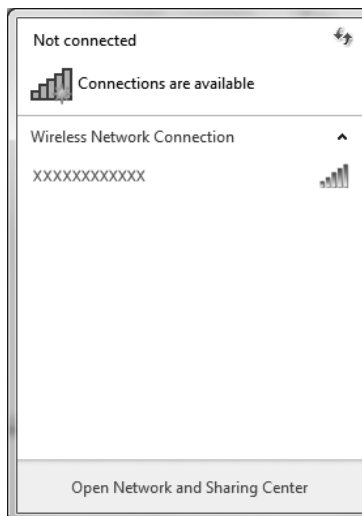 Not connected
Connections are available
Wireless Network Connection
XXXXXXXXXXXX
Open Network and Sharing Center